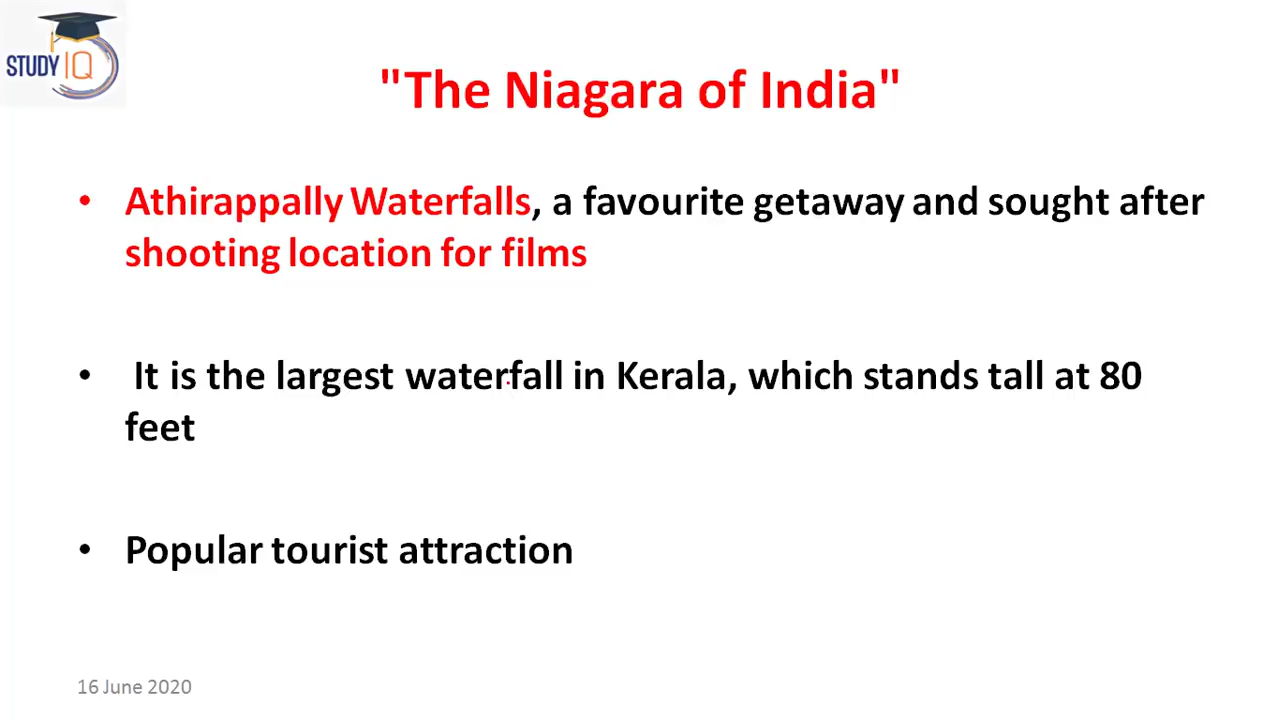 STUDY IQ
"The Niagara of India"
• Athirappally Waterfalls, a favourite getaway and sought after
shooting location for films
• It is the largest waterfall in Kerala, which stands tall at 80
feet
• Popular tourist attraction
16 June 2020